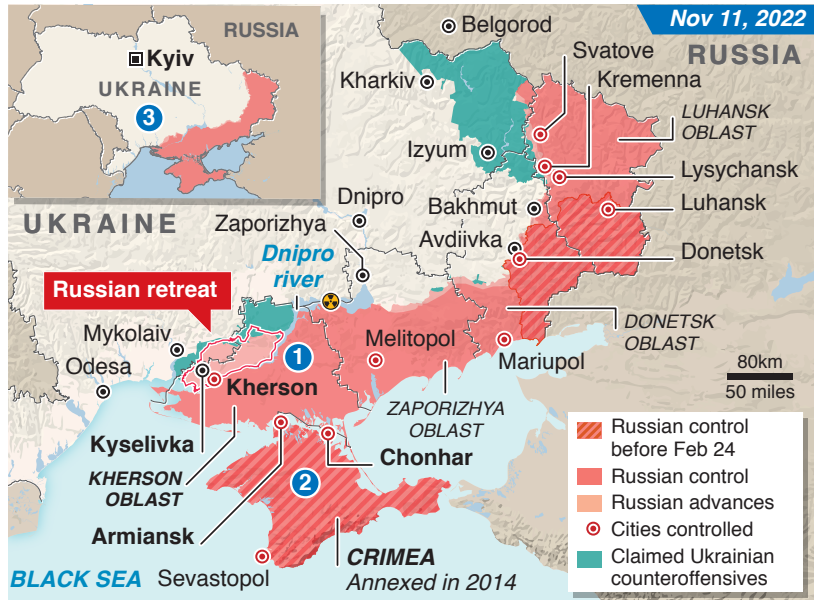 Nov 11, 2022
RUSSIA
Kyiv
UKRAINE
3
Belgorod
RUSSIA
Svatove
Kharkiv
Kremenna
LUHANSK
OBLAST
Izyum
Lysychansk
Dnipro
Bakhmut
Luhansk
UKRAINE
Zaporizhya
Avdiivka
Donetsk
Dnipro
river
Russian retreat
DONETSK
OBLAST
Mykolaiv
1
Melitopol
Mariupol
Odesa
80km
50 miles
Kherson
ZAPORIZHYA
OBLAST
Kyselivka
KHERSON
OBLAST
Chonhar
2
Armiansk
CRIMEA
Annexed in 2014
BLACK SEA
Sevastopol
Russian control
before Feb 24
Russian control
Russian advances
Cities controlled
Claimed Ukrainian
counteroffensives